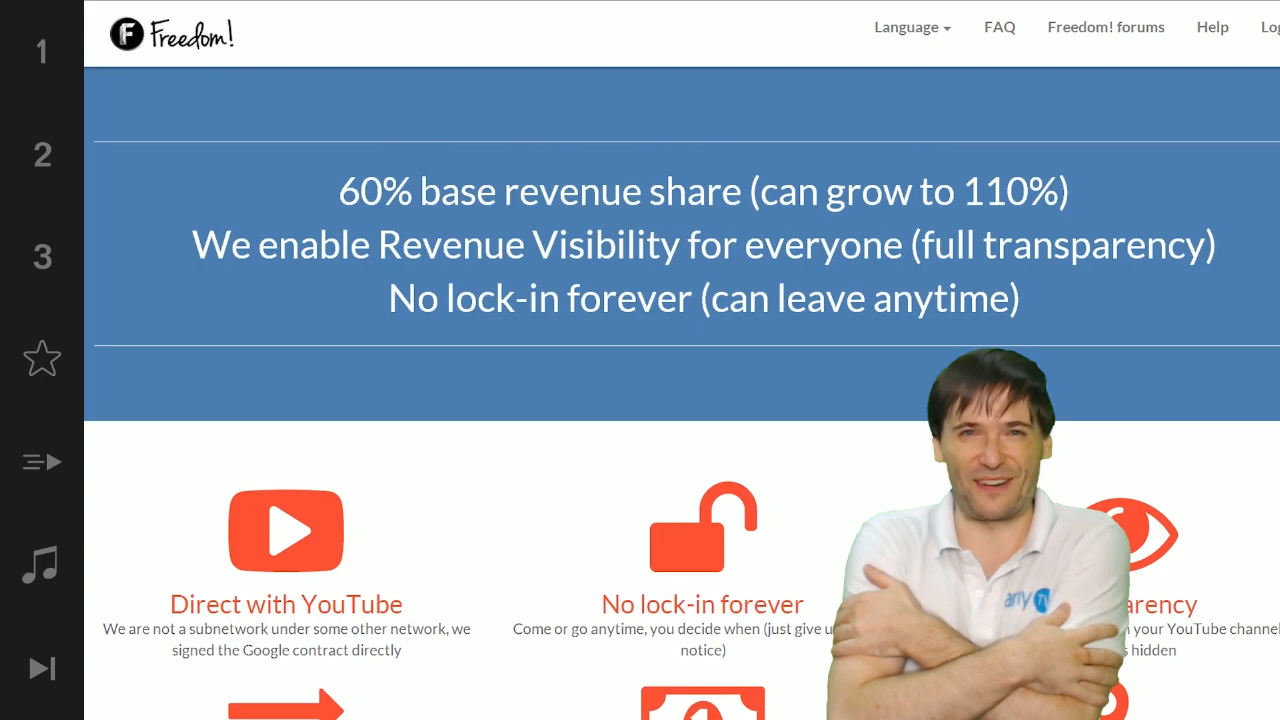 1
2
3
F Freedom!
Language
FAQ
Freedom! forums
Help
60% base revenue share (can grow to 110%)
We enable Revenue Visibility for everyone (full transparency)
No lock-in forever (can leave anytime)
Direct with YouTube
We are not a subnetwork under some other network, we
signed the Google contract directly
No lock-in forever
Come or go anytime, you decide when (just give
notice)
your YouTube channel
hidden
any TV